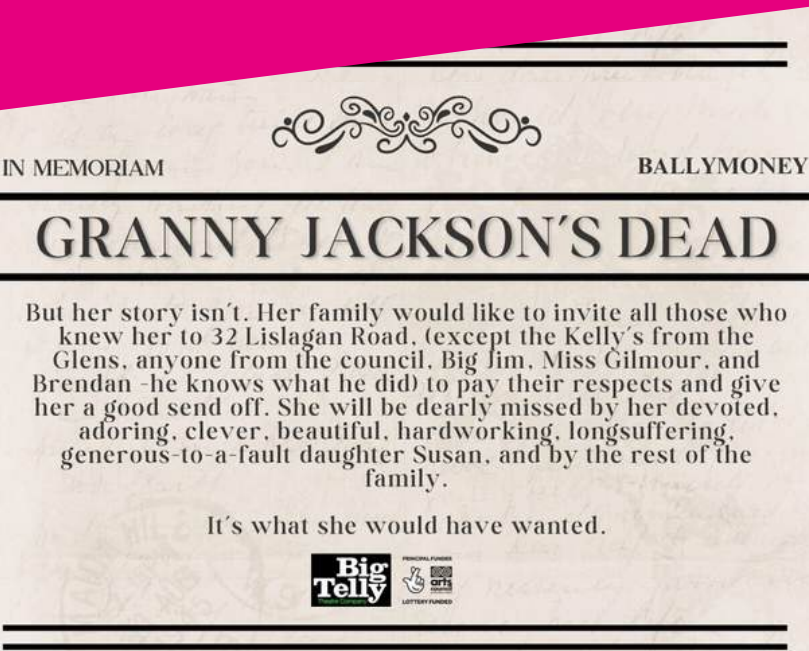 IN MEMORIAM
BALLYMONEY
GRANNY JACKSON´S DEAD
But her story isn´t. Her family would like to invite all those who
knew her to 32 Lislagan Road, (except the Kelly´s from the
Glens, anyone from the council, Big Jim, Miss Gilmour, and
Brendan -he knows what he did) to pay their respects and give
her a good send off. She will be dearly missed by her devoted,
adoring, clever, beautiful, hardworking, longsuffering,
generous-to-a-fault daughter Susan, and by the rest of the
family.
It´s what she would have wanted.
Big
Telly
Theatre Company
PRINCIPAL FUNDER
arts
council
LOTTERY FUNDED